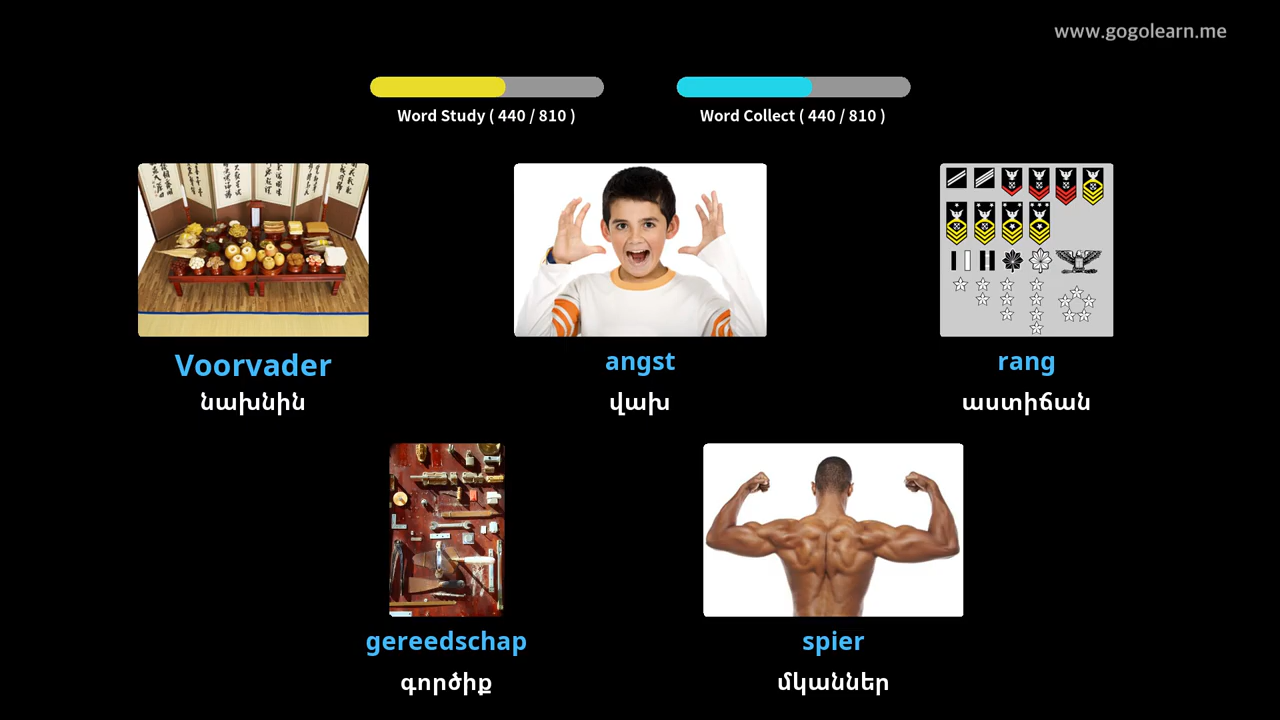 www.gogolearn.me
Word Study ( 440 / 810 )
Word Collect ( 440 / 810 )
Voorvader
նախնին
angst
վախ
rang
աստիճան
gereedschap
գործիք
spier
մկաններ